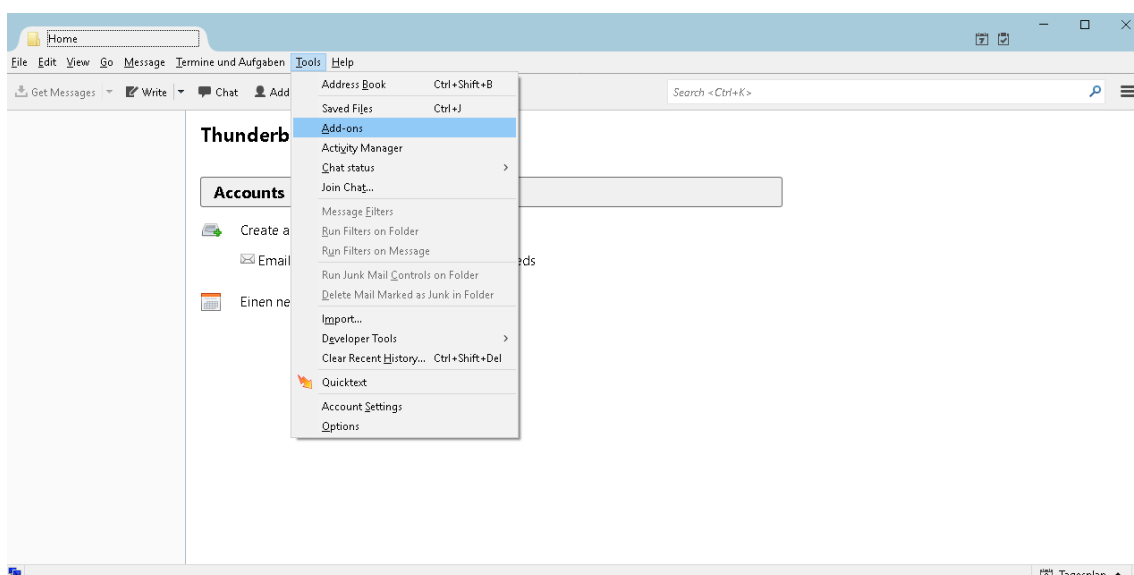 Home
File Edit View Go Message Termine und Aufgaben Tools Help
Get Messages Write Chat Add
Search <Ctrl+K>
Address Book Ctrl+Shift+B
Saved Files Ctrl+J
Add-ons
Activity Manager
Chat status
Join Chat...
Message Filters
Run Filters on Folder
Run Filters on Message
Run Junk Mail Controls on Folder
Delete Mail Marked as Junk in Folder
Import...
Developer Tools
Clear Recent History... Ctrl+Shift+Del
Quicktext
Account Settings
Options
Thunderb
Accounts
Create a
Email
eds
Einen ne
Tagesplan